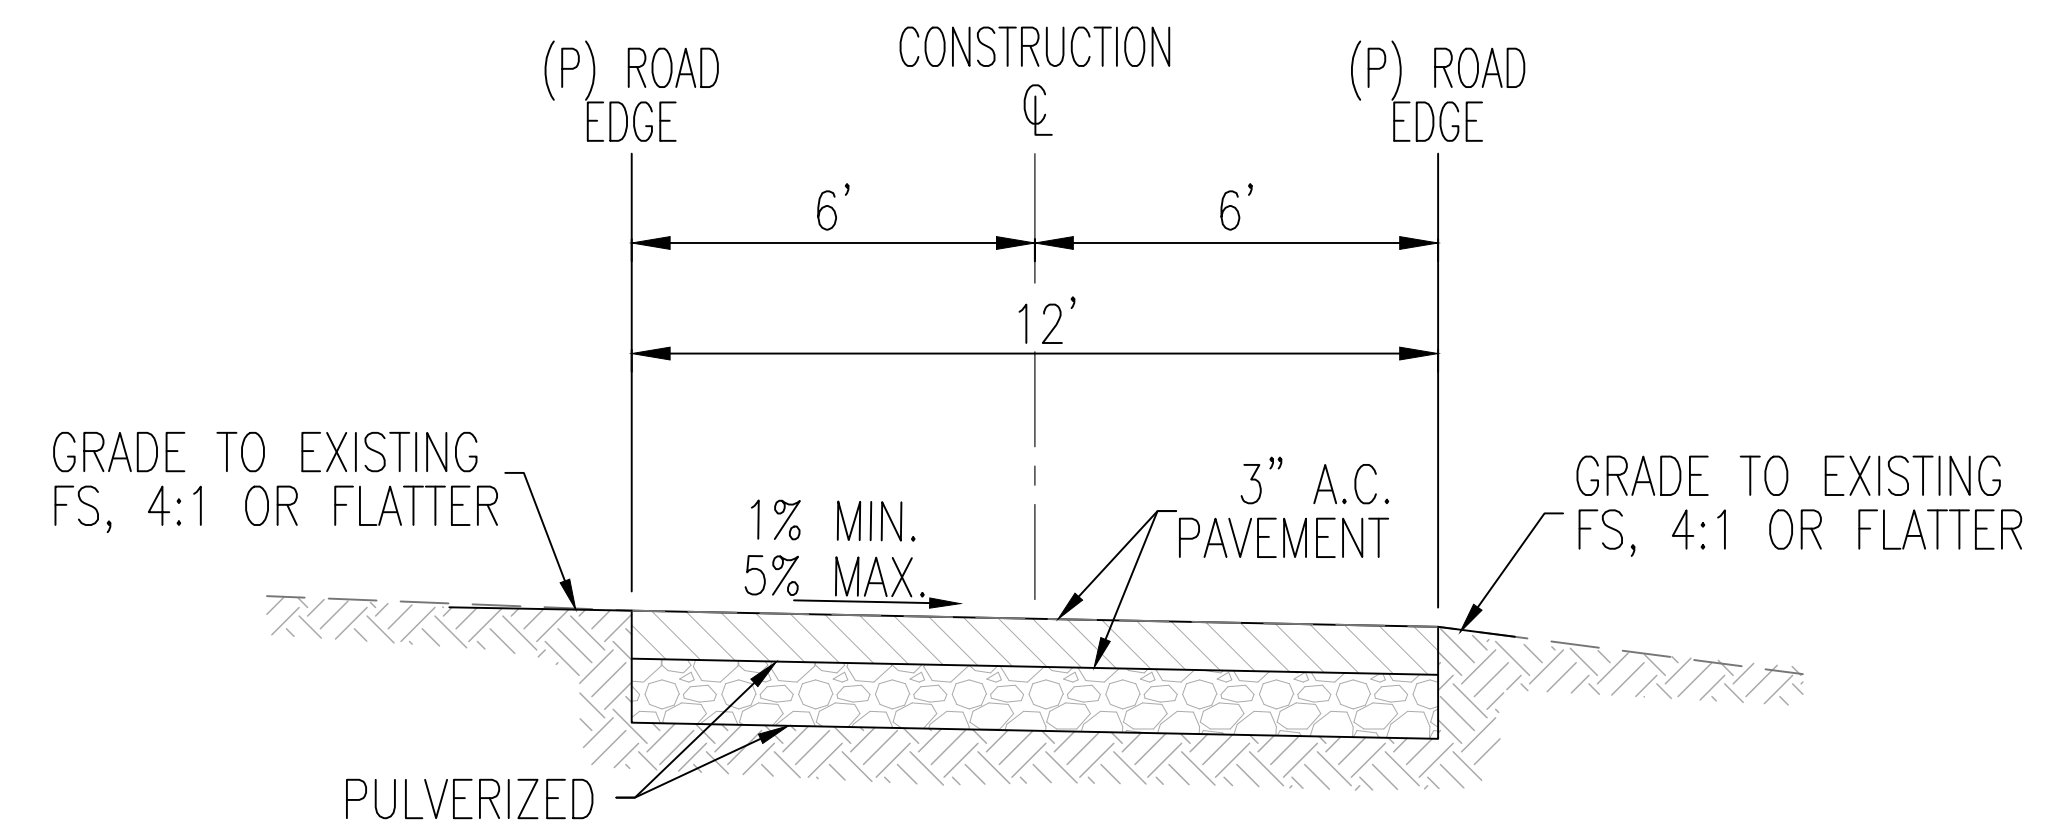 CONSTRUCTION
℄
(P) ROAD
EDGE
(P) ROAD
EDGE
6'
6'
12'
GRADE TO EXISTING
FS, 4:1 OR FLATTER
1% MIN.
5% MAX.
3" A.C.
PAVEMENT
GRADE TO EXISTING
FS, 4:1 OR FLATTER
PULVERIZED